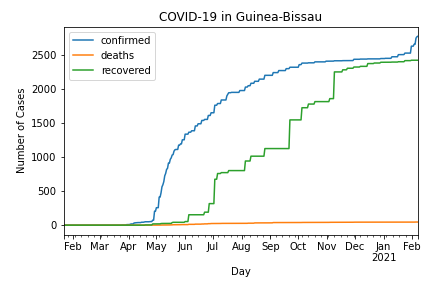 COVID-19 in Guinea-Bissau
confirmed
deaths
recovered
Number of Cases
2500
2000
1500
1000
500
0
Feb Mar Apr May Jun Jul Aug Sep Oct Nov Dec Jan Feb
2021
Day